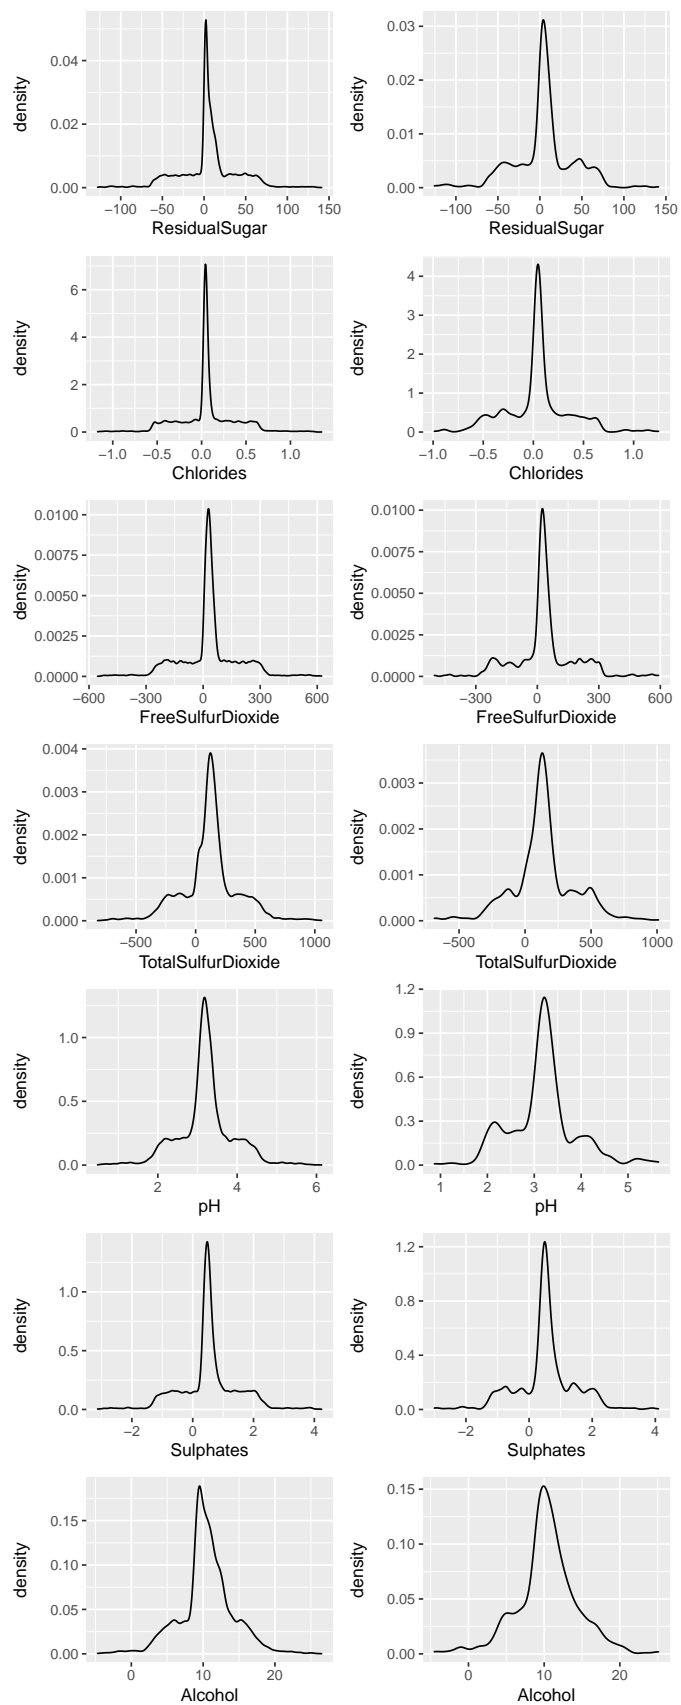 density
0.04
0.02
0.00
−100 −50 0 50 100 150
ResidualSugar
density
0.03
0.02
0.01
0.00
−100 −50 0 50 100 150
ResidualSugar
density
6
4
2
0
−1.0 −0.5 0.0 0.5 1.0
Chlorides
density
4
3
2
1
0
−1.0 −0.5 0.0 0.5 1.0
Chlorides
density
0.0100
0.0075
0.0050
0.0025
0.0000
−600 −300 0 300 600
FreeSulfurDioxide
density
0.0100
0.0075
0.0050
0.0025
0.0000
−300 0 300 600
FreeSulfurDioxide
density
0.004
0.003
0.002
0.001
0.000
−500 0 500 1000
TotalSulfurDioxide
density
0.003
0.002
0.001
0.000
−500 0 500 1000
TotalSulfurDioxide
density
1.0
0.5
0.0
2 4 6
pH
density
1.2
0.9
0.6
0.3
0.0
1 2 3 4 5
pH
density
1.0
0.5
0.0
−2 0 2 4
Sulphates
density
1.2
0.8
0.4
0.0
−2 0 2 4
Sulphates
density
0.15
0.10
0.05
0.00
0 10 20
Alcohol
density
0.15
0.10
0.05
0.00
0 10 20
Alcohol